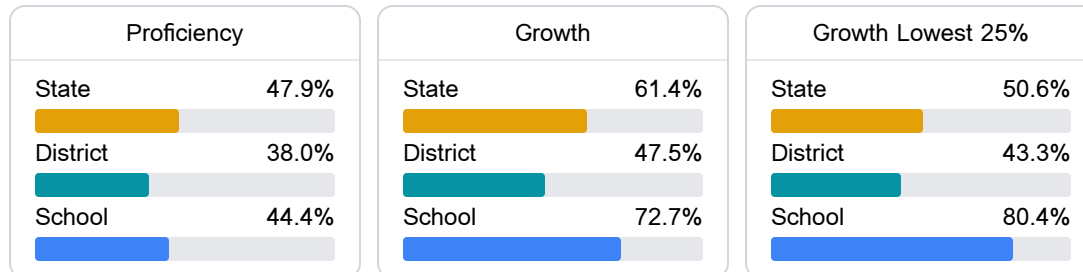 Proficiency
State 47.9%
District 38.0%
School 44.4%
Growth
State 61.4%
District 47.5%
School 72.7%
Growth Lowest 25%
State 50.6%
District 43.3%
School 80.4%